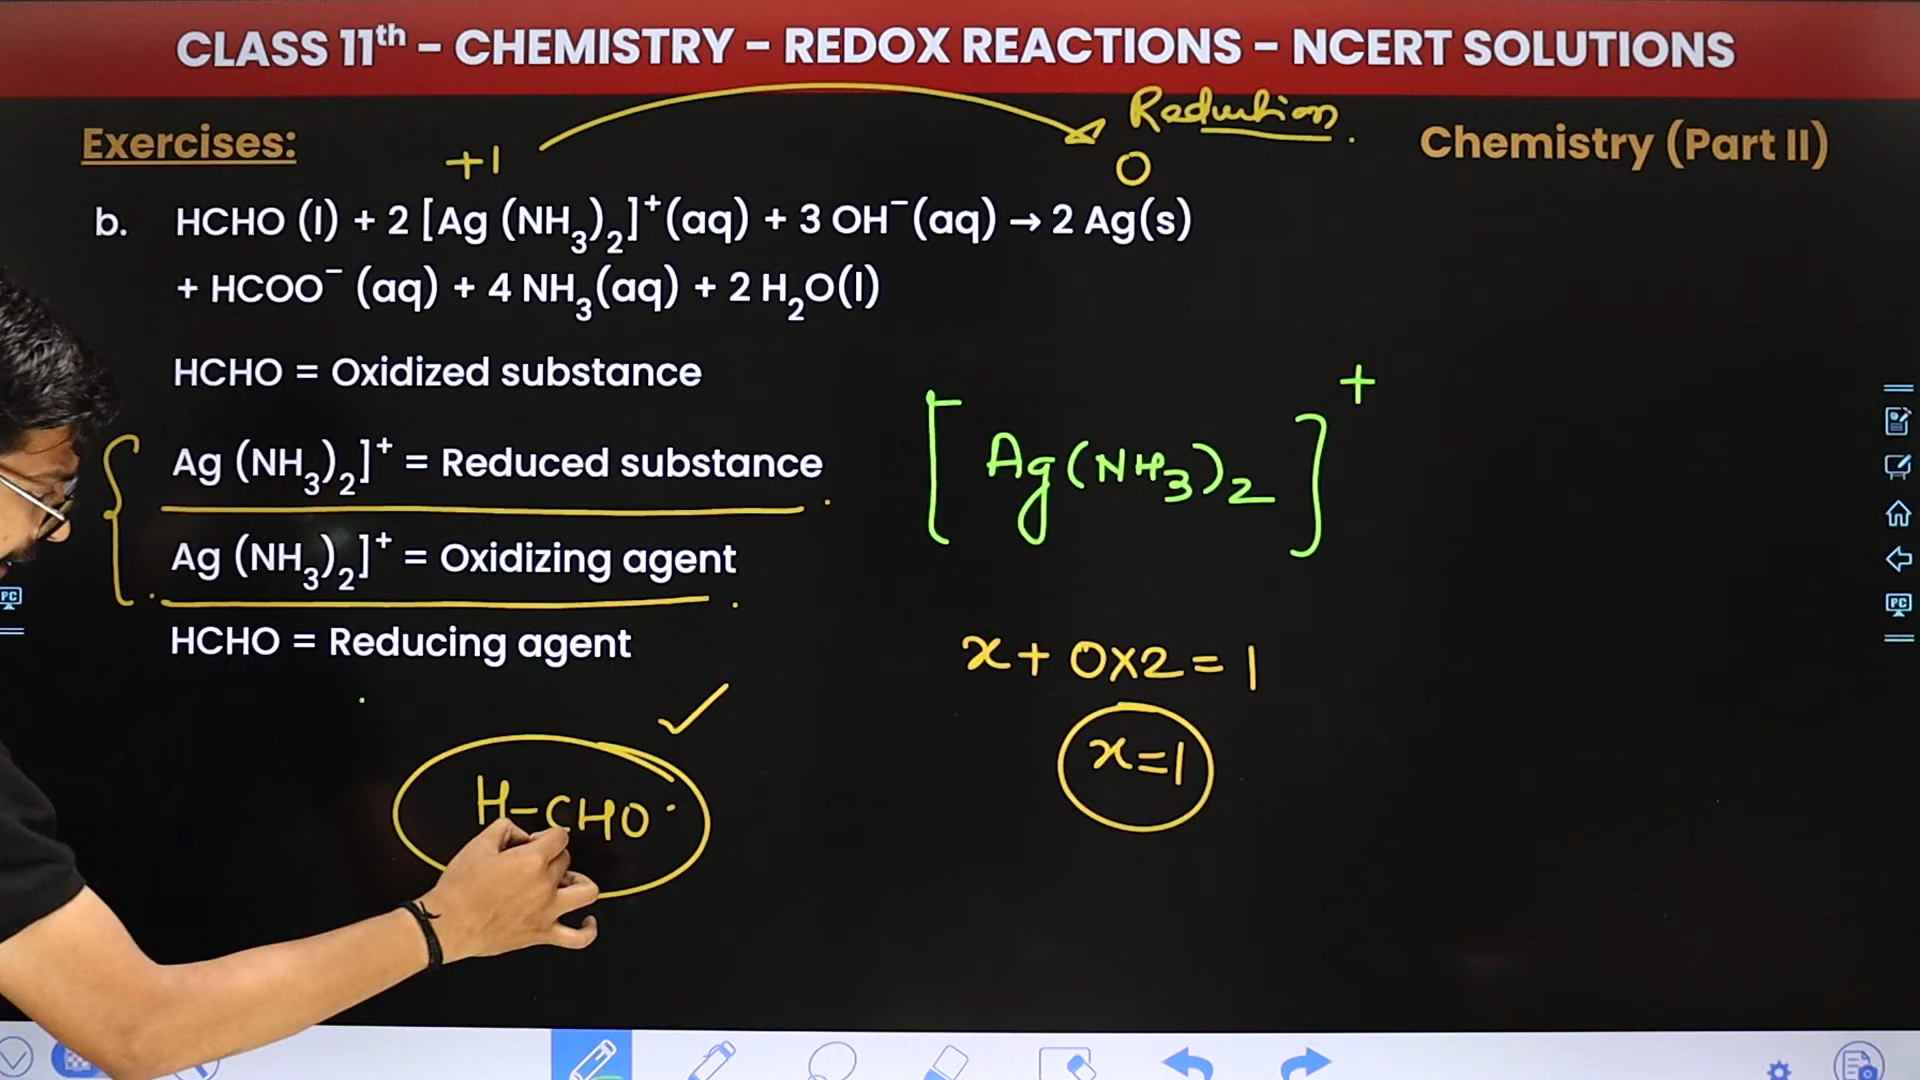 CLASS 11th – CHEMISTRY – REDOX REACTIONS – NCERT SOLUTIONS
Exercises:
Reduction.
Chemistry (Part II)
+1
0
b. HCHO (l) + 2 [Ag (NH₃)₂]⁺(aq) + 3 OH⁻(aq) → 2 Ag(s)
+ HCOO⁻ (aq) + 4 NH₃(aq) + 2 H₂O(l)
HCHO = Oxidized substance
Ag (NH₃)₂]⁺ = Reduced substance
Ag (NH₃)₂]⁺ = Oxidizing agent
HCHO = Reducing agent
[Ag(NH₃)₂]⁺
x + 0x2 = 1
x=1
H-CHO
PC
PC